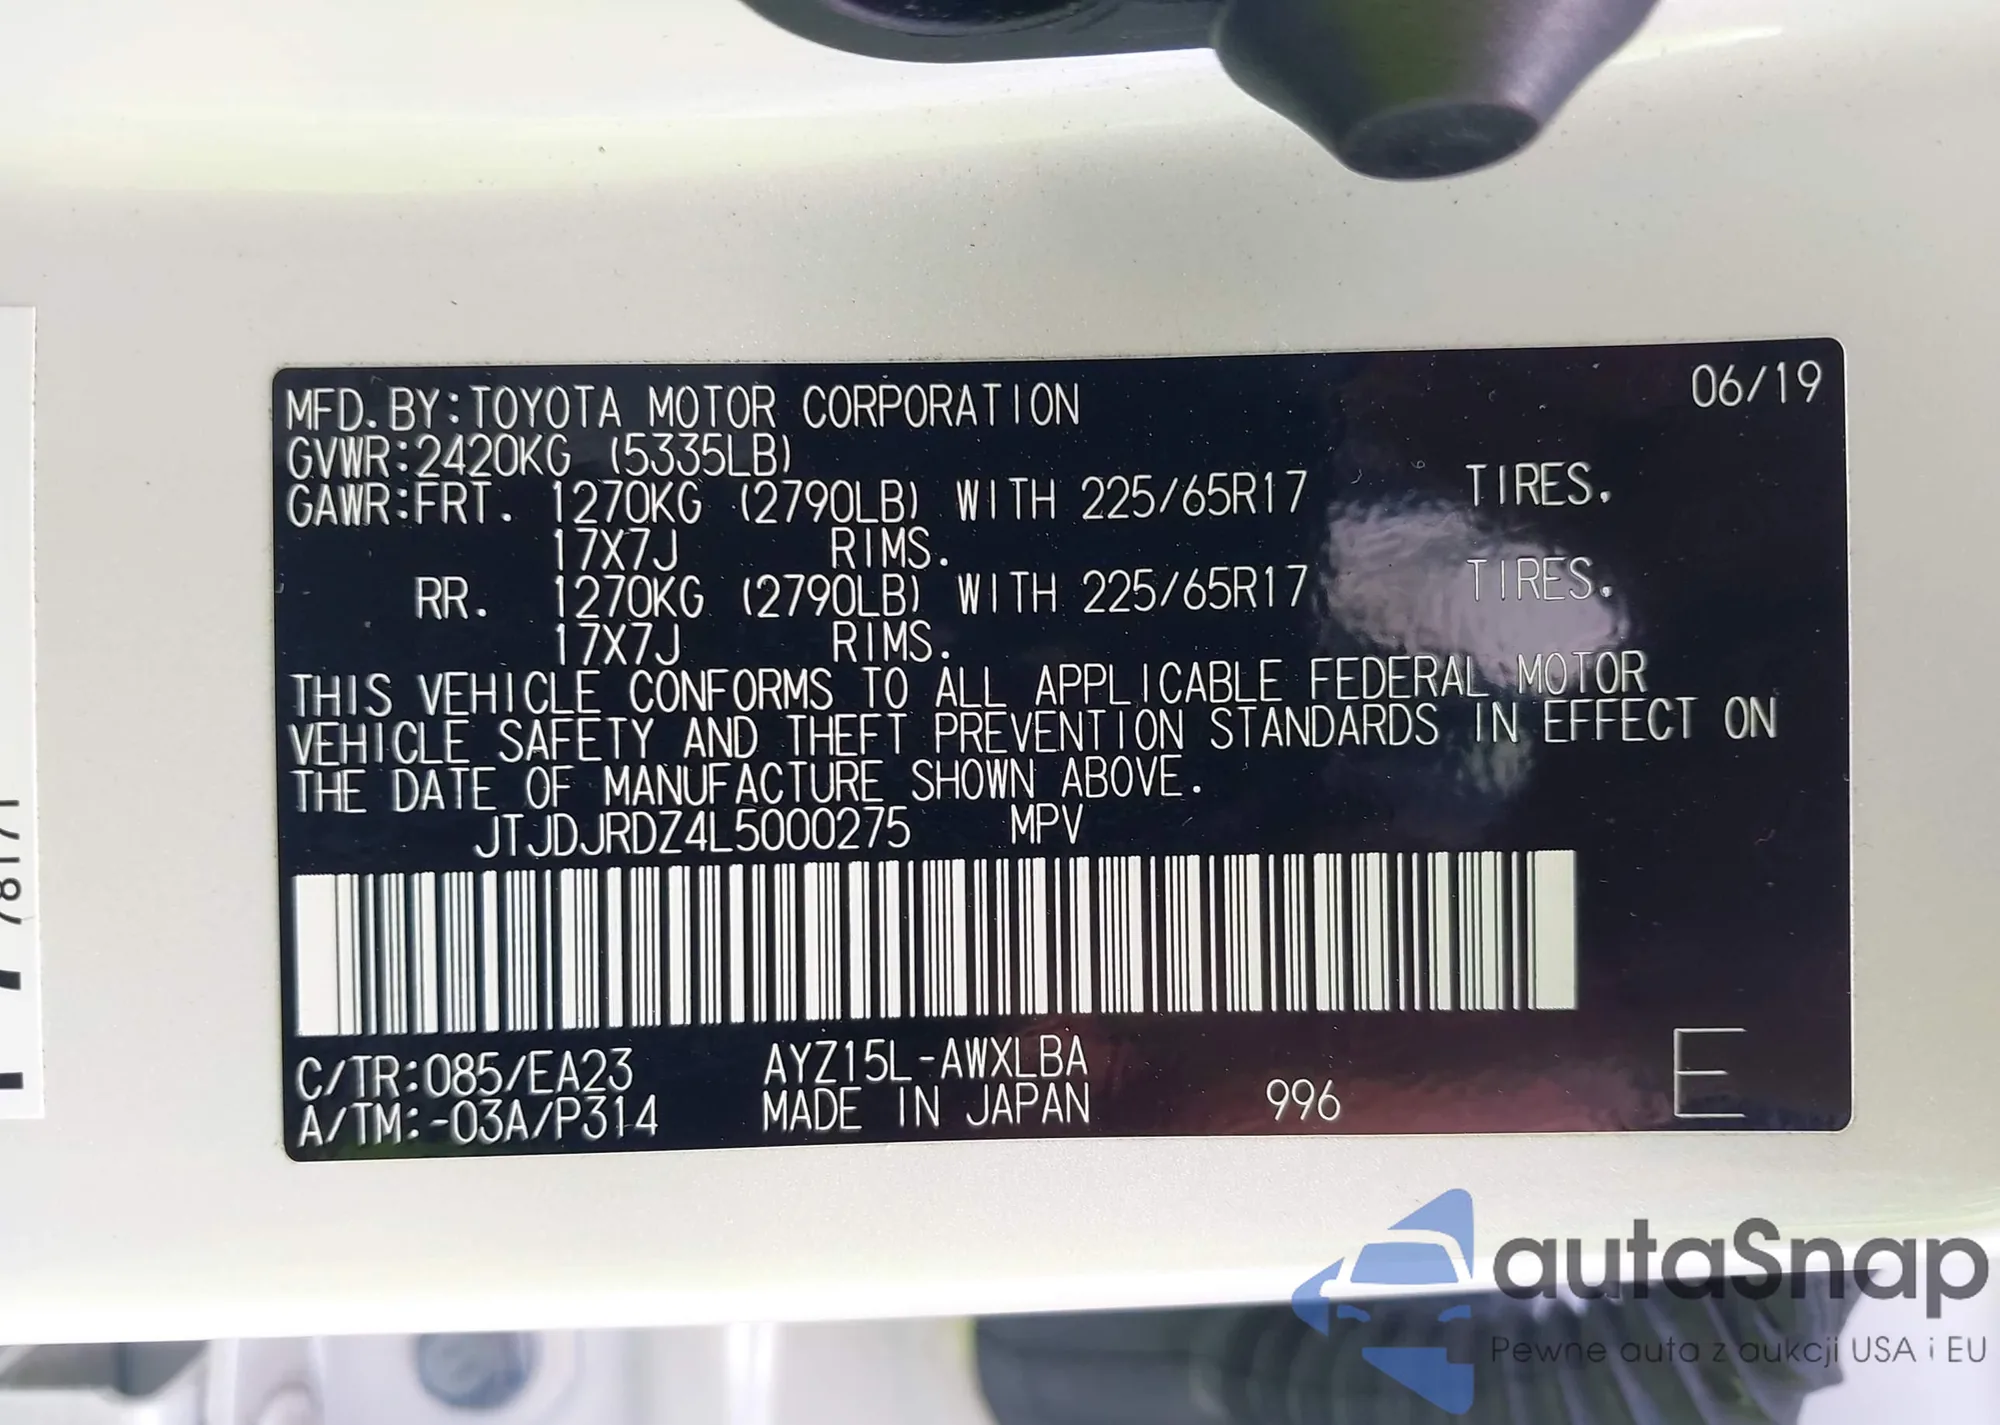 MFD. BY:TOYOTA MOTOR CORPORATION 06/19
GVWR:2420KG (5335LB)
GAWR:FRT. 1270KG (2790LB) WITH 225/65R17 TIRES,
17X7J RIMS.
RR. 1270KG (2790LB) WITH 225/65R17 TIRES,
17X7J RIMS.
THIS VEHICLE CONFORMS TO ALL APPLICABLE FEDERAL MOTOR
VEHICLE SAFETY AND THEFT PREVENTION STANDARDS IN EFFECT ON
THE DATE OF MANUFACTURE SHOWN ABOVE.
JTJDJRDZ4L5000275 MPV
C/TR:085/EA23 AYZ15L-AWXLBA
A/TM:-03A/P314 MADE IN JAPAN 996 E
autaSnap
Pewne auta z aukcji USA i EU